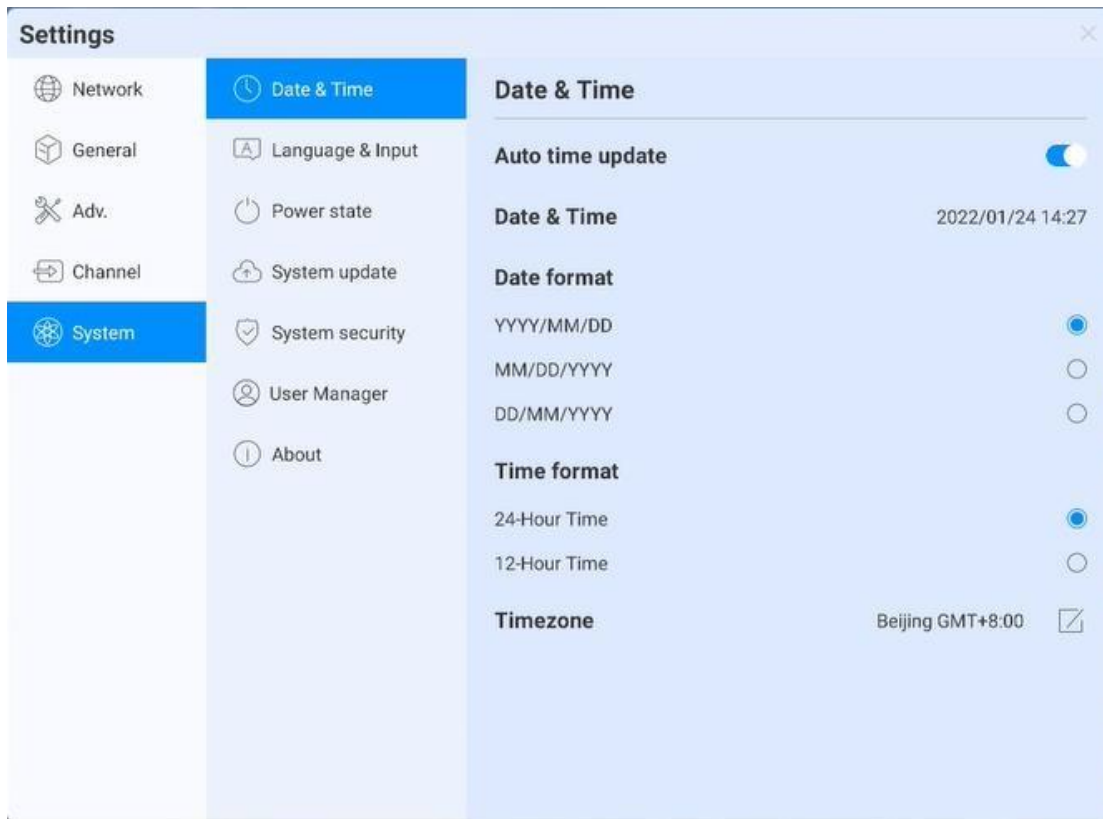 Settings
Network
General
Adv.
Channel
System
Date & Time
Language & Input
Power state
System update
System security
User Manager
About
Date & Time
Auto time update
Date & Time 2022/01/24 14:27
Date format
YYYY/MM/DD
MM/DD/YYYY
DD/MM/YYYY
Time format
24-Hour Time
12-Hour Time
Timezone Beijing GMT+8:00